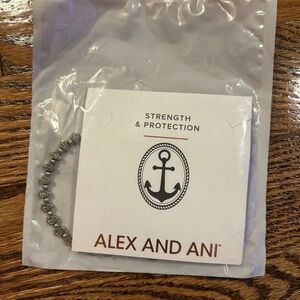 STRENGTH
& PROTECTION
ALEX AND ANI®